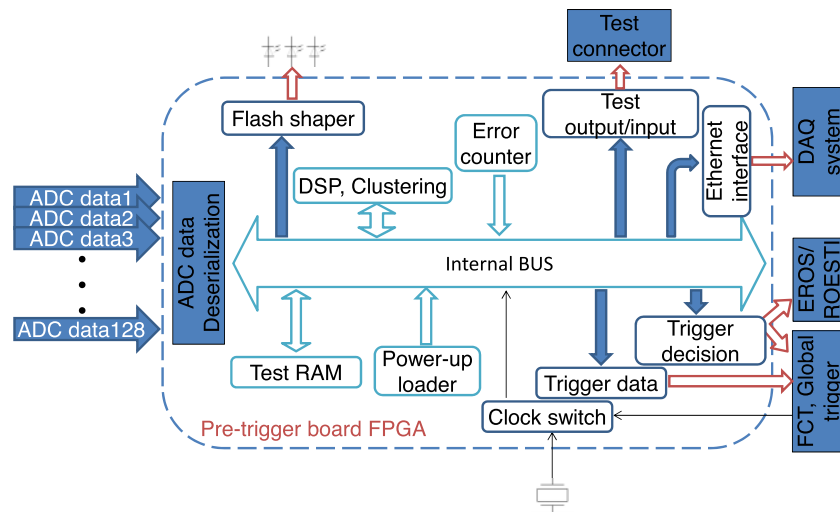 Test
connector
Flash shaper
Test
output/input
Error
counter
Ethernet
interface
DAQ
system
DSP, Clustering
ADC data1
ADC data2
ADC data3
ADC data128
ADC data
Deserialization
Internal BUS
EROS/
ROESTI
Trigger
decision
Test RAM
Power-up
loader
Trigger data
FCT, Global
trigger
Clock switch
Pre-trigger board FPGA